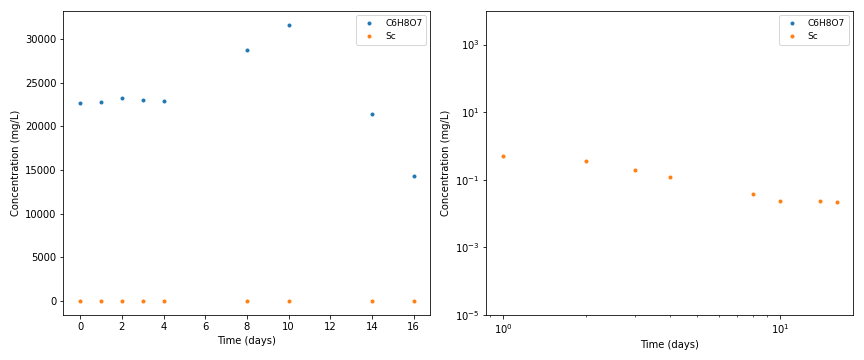 C6H8O7
Sc
30000
25000
20000
15000
10000
5000
0
Concentration (mg/L)
0 2 4 6 8 10 12 14 16
Time (days)
C6H8O7
Sc
10^3
10^1
10^−1
10^−3
10^−5
Concentration (mg/L)
10^0 10^1
Time (days)